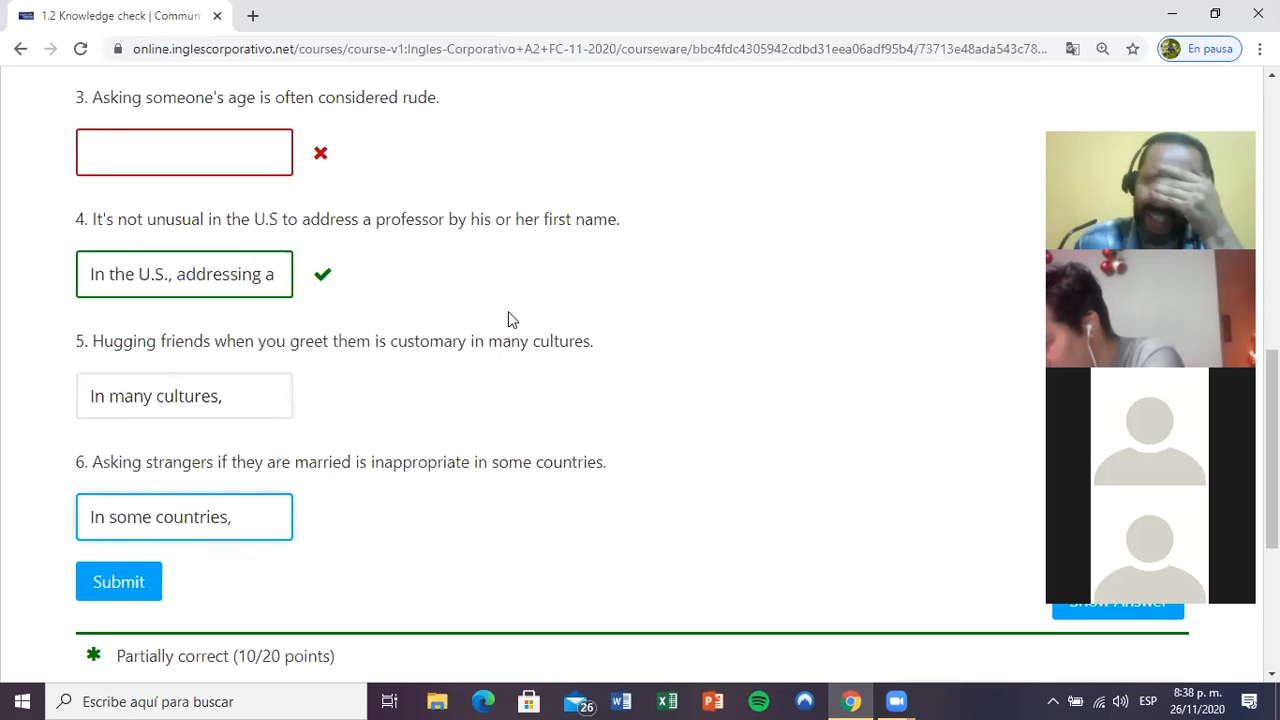 1.2 Knowledge check | Commun
online.inglescorporativo.net/courses/course-v1:Ingles-Corporativo+A2+FC-11-2020/courseware/bbc4fdc4305942cdbd31eea06adf95b4/73713e48ada543c78...
En pausa
3. Asking someone's age is often considered rude.
4. It's not unusual in the U.S to address a professor by his or her first name.
In the U.S., addressing a
5. Hugging friends when you greet them is customary in many cultures.
In many cultures,
6. Asking strangers if they are married is inappropriate in some countries.
In some countries,
Submit
Show Answer
Partially correct (10/20 points)
Escribe aquí para buscar
26
ESP
8:38 p. m.
26/11/2020